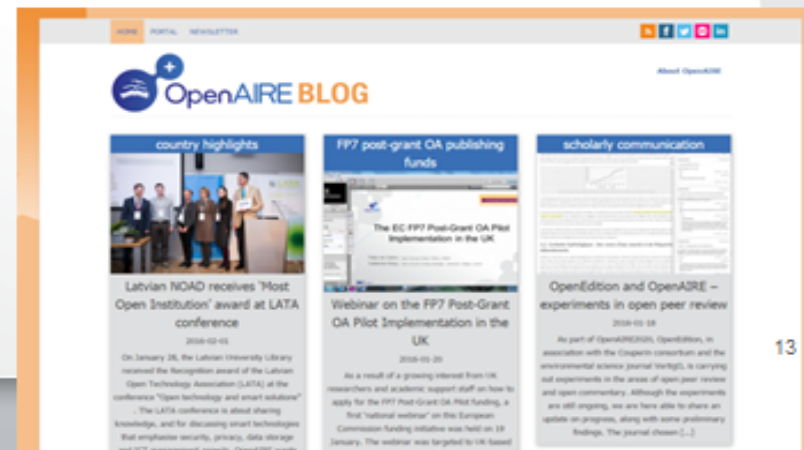 HOME PORTAL NEWSLETTER
OpenAIRE BLOG
About OpenAIRE
country highlights
Latvian NOAD receives 'Most
Open Institution' award at LATA
conference
2016-02-01
On January 28, the Latvian University Library
received the Recognition award of the Latvian
Open Technology Association (LATA) at the
conference "Open technology and smart solutions"
. The LATA conference is about sharing
knowledge, and for discussing smart technologies
that emphasise security, privacy, data storage
FP7 post-grant OA publishing
funds
The EC FP7 Post-Grant OA Pilot
Implementation in the UK
Webinar on the FP7 Post-Grant
OA Pilot Implementation in the
UK
2016-01-20
As a result of a growing interest from UK
researchers and academic support staff on how to
apply for the FP7 Post-Grant OA Pilot funding, a
first 'national webinar' on this European
Commission funding initiative was held on 19
January. The webinar was targeted to UK-based
scholarly communication
OpenEdition and OpenAIRE –
experiments in open peer review
2016-01-18
As part of OpenAIRE2020, OpenEdition, in
association with the Couperin consortium and the
environmental science journal VertigO, is carrying
out experiments in the areas of open peer review
and open commentary. Although the experiments
are still ongoing, we are here able to share an
update on progress, along with some preliminary
findings. The journal chosen [...]
13